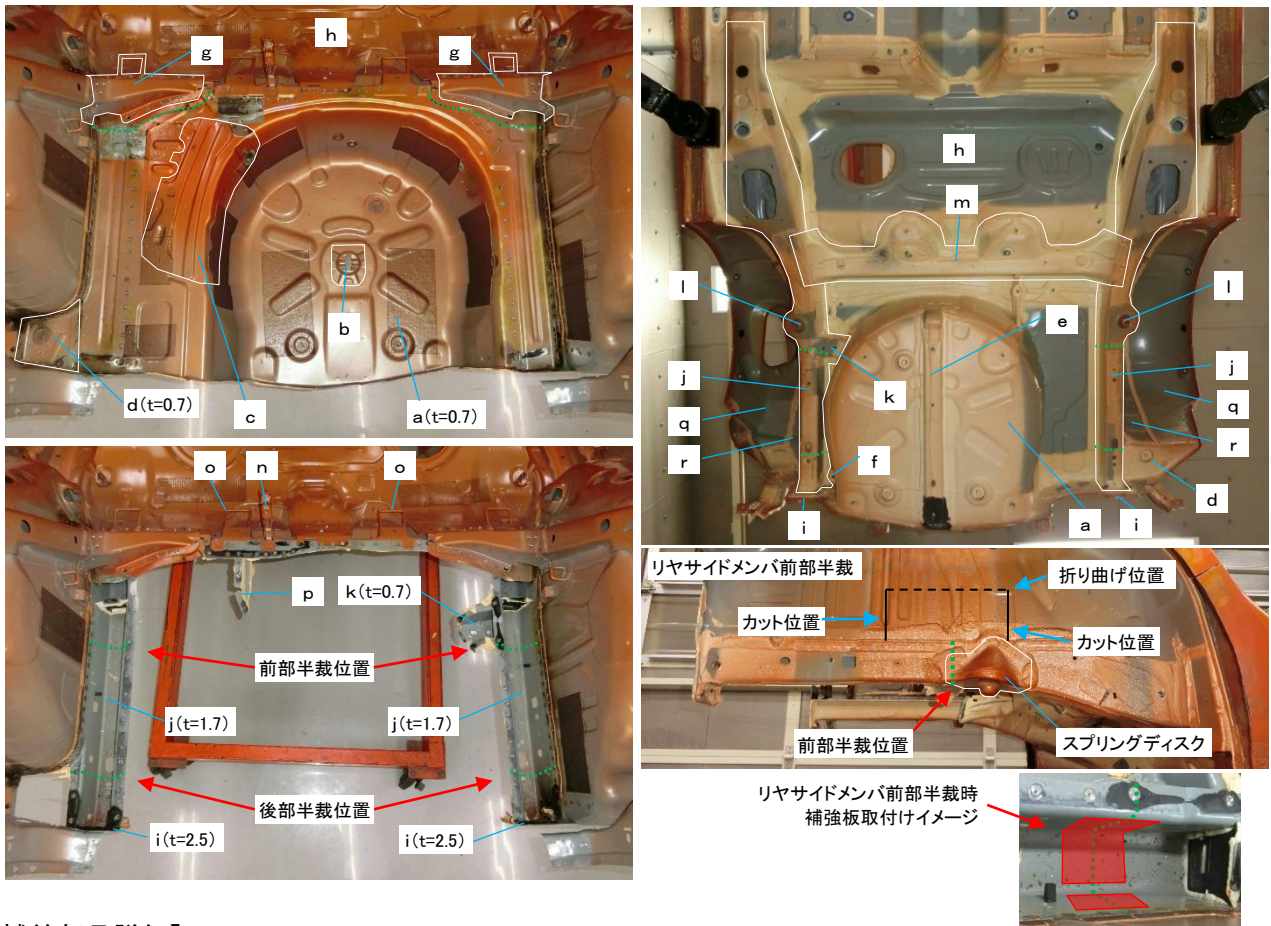 h
g
g
b
d(t=0.7)
c
a(t=0.7)
h
m
l
l
e
j
j
k
q
q
r
r
f
d
i
a
i
o
n
o
p
k(t=0.7)
前部半裁位置
j(t=1.7)
j(t=1.7)
後部半裁位置
i(t=2.5)
i(t=2.5)
リヤサイドメンバ前部半裁
折り曲げ位置
カット位置
カット位置
前部半裁位置
スプリングディスク
リヤサイドメンバ前部半裁時
補強板取付けイメージ